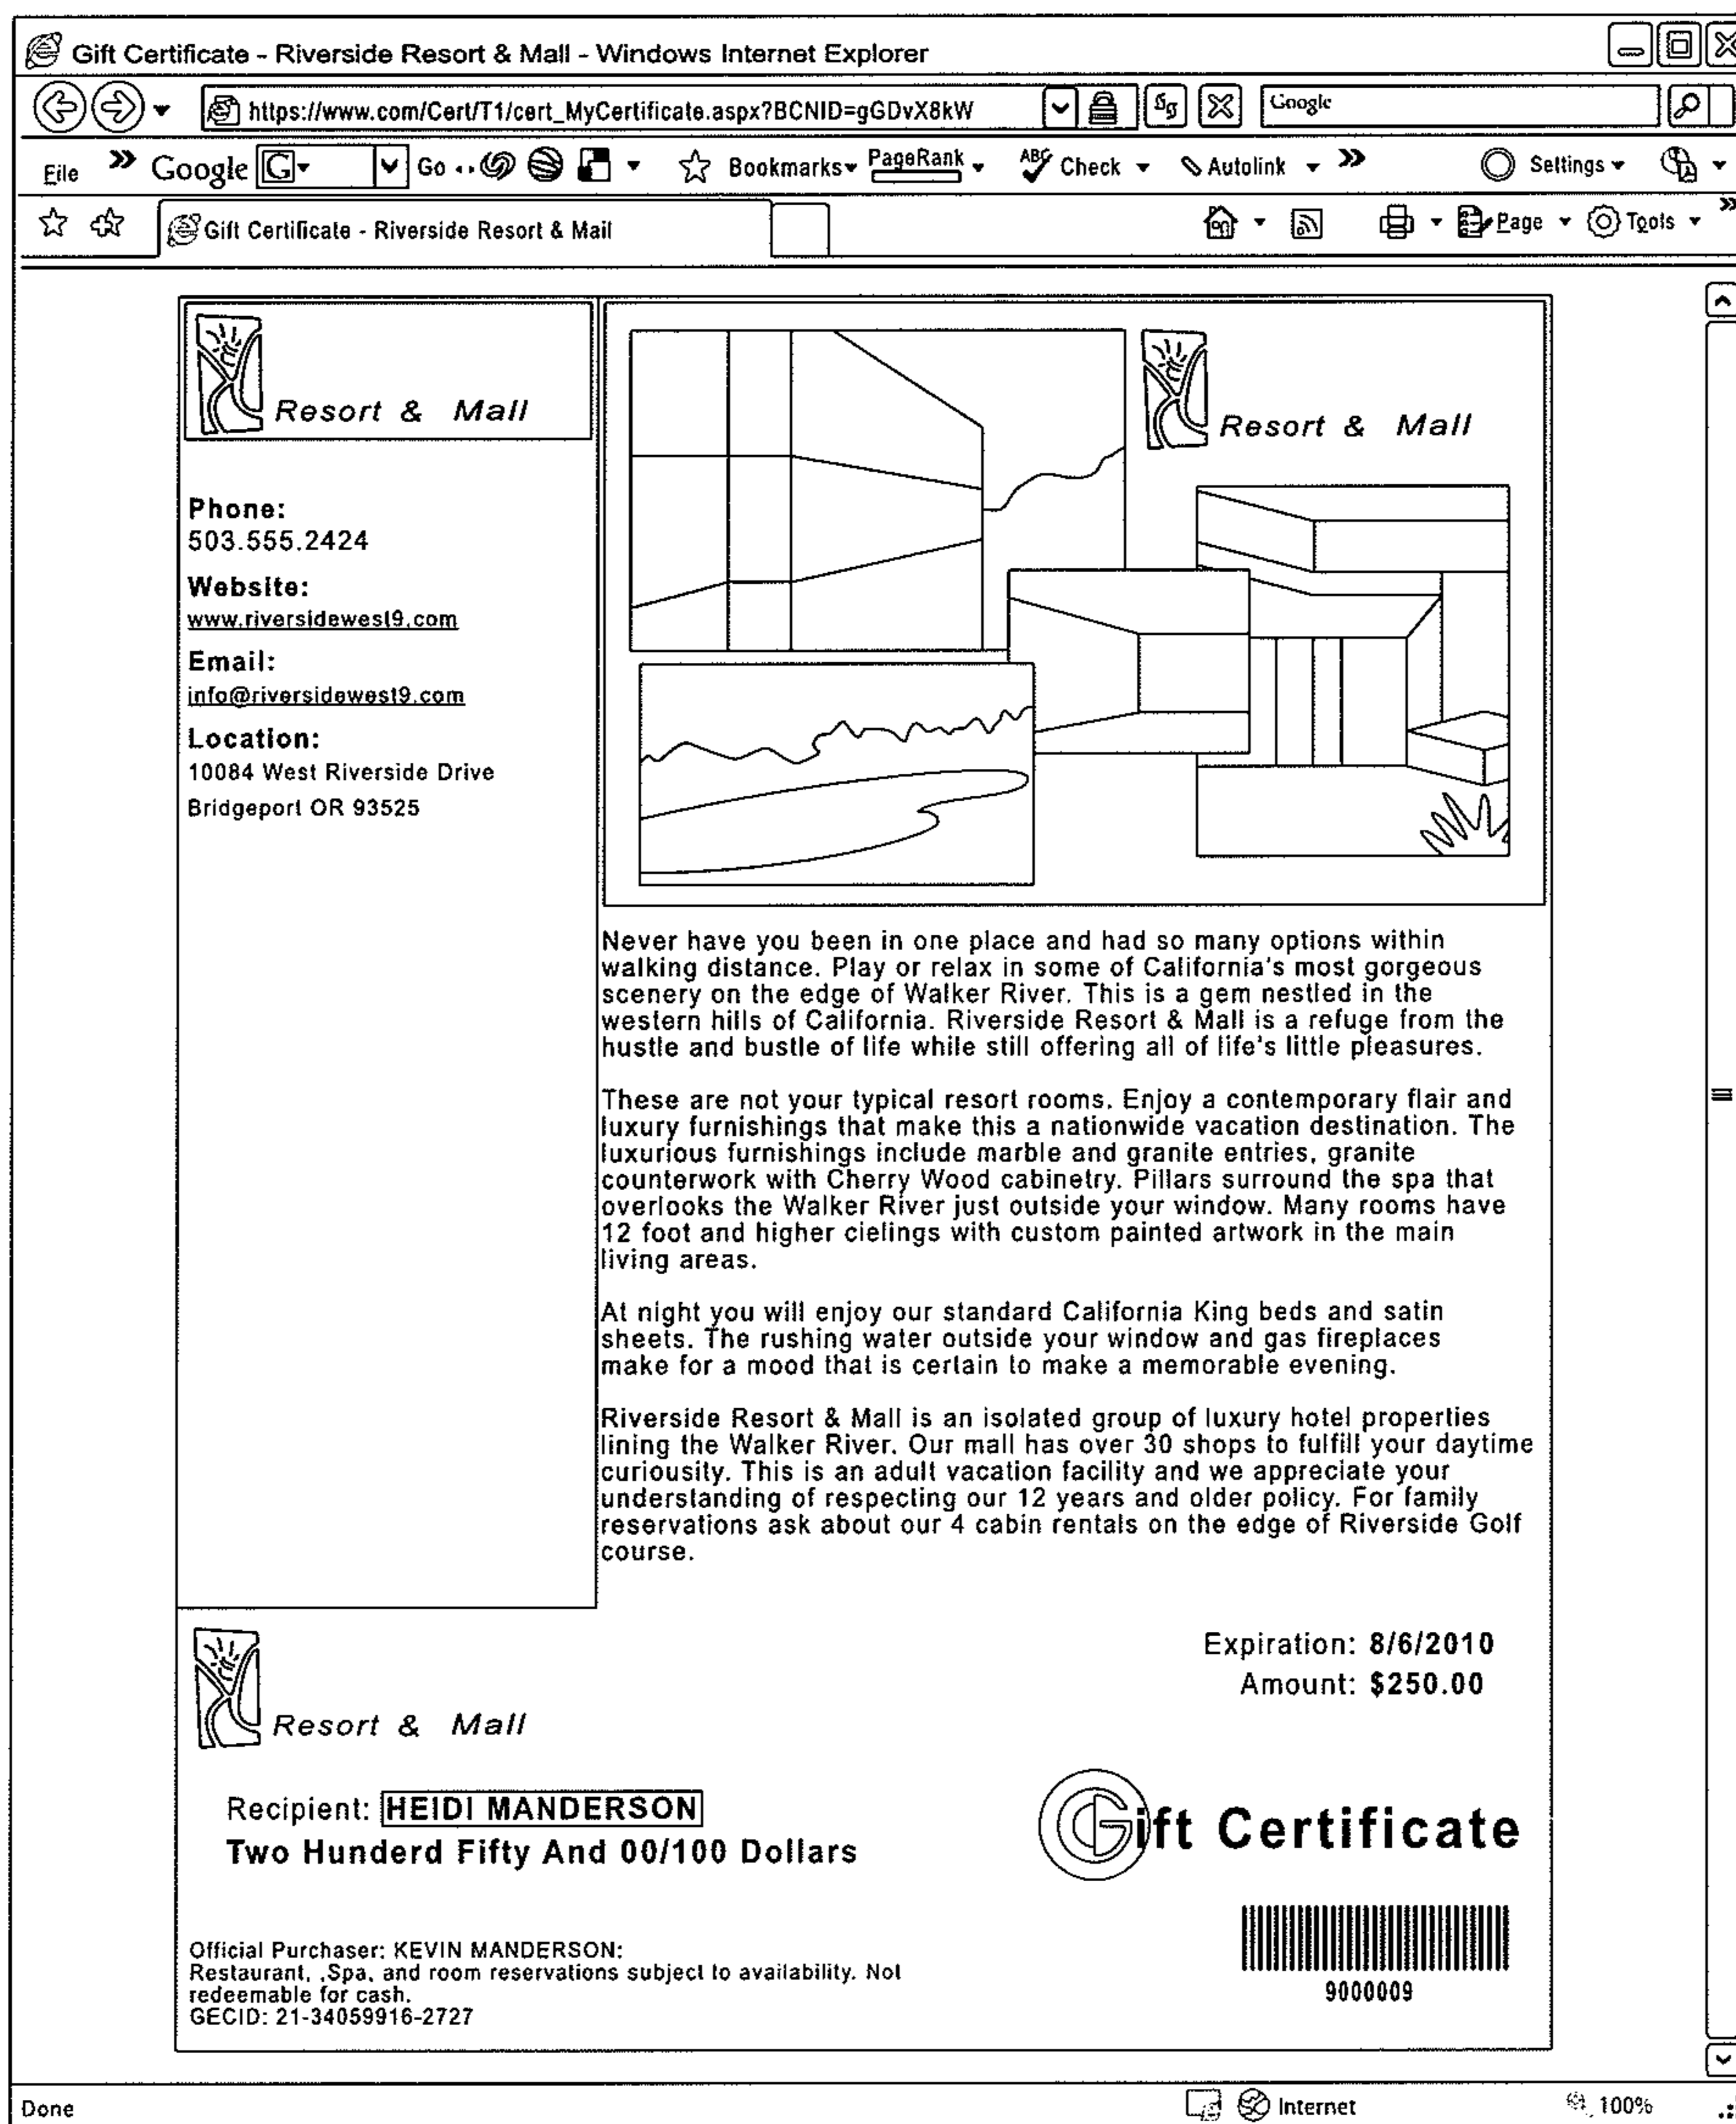 Gift Certificate - Riverside Resort & Mall - Windows Internet Explorer
https://www.com/Cert/T1/cert_MyCertificate.aspx?BCNID=gGDvX8kW
Google
File » Google G Go Bookmarks PageRank ABC Check Autolink » Settings
Gift Certificate - Riverside Resort & Mail
Page Tools »
Resort & Mall
Phone:
503.555.2424
Website:
www.riversidewest9.com
Email:
info@riversidewest9.com
Location:
10084 West Riverside Drive
Bridgeport OR 93525
Resort & Mall
Never have you been in one place and had so many options within
walking distance. Play or relax in some of California's most gorgeous
scenery on the edge of Walker River. This is a gem nestled in the
western hills of California. Riverside Resort & Mall is a refuge from the
hustle and bustle of life while still offering all of life's little pleasures.
These are not your typical resort rooms. Enjoy a contemporary flair and
luxury furnishings that make this a nationwide vacation destination. The
luxurious furnishings include marble and granite entries, granite
counterwork with Cherry Wood cabinetry. Pillars surround the spa that
overlooks the Walker River just outside your window. Many rooms have
12 foot and higher cielings with custom painted artwork in the main
living areas.
At night you will enjoy our standard California King beds and satin
sheets. The rushing water outside your window and gas fireplaces
make for a mood that is certain to make a memorable evening.
Riverside Resort & Mall is an isolated group of luxury hotel properties
lining the Walker River. Our mall has over 30 shops to fulfill your daytime
curiousity. This is an adult vacation facility and we appreciate your
understanding of respecting our 12 years and older policy. For family
reservations ask about our 4 cabin rentals on the edge of Riverside Golf
course.
Resort & Mall
Expiration: 8/6/2010
Amount: $250.00
Recipient: HEIDI MANDERSON
Two Hunderd Fifty And 00/100 Dollars
Gift Certificate
Official Purchaser: KEVIN MANDERSON:
Restaurant, ,Spa, and room reservations subject to availability. Not
redeemable for cash.
GECID: 21-34059916-2727
9000009
Done
Internet
100%